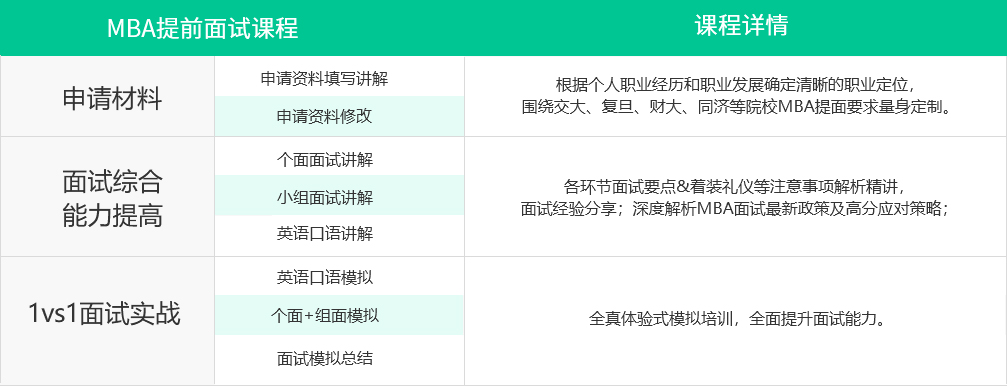 MBA提前面试课程
课程详情
申请材料
申请资料填写讲解
申请资料修改
根据个人职业经历和职业发展确定清晰的职业定位，
围绕交大、复旦、财大、同济等院校MBA提面要求量身定制。
面试综合
能力提高
个面面试讲解
小组面试讲解
英语口语讲解
各环节面试要点&着装礼仪等注意事项解析精讲，
面试经验分享；深度解析MBA面试最新政策及高分应对策略；
1vs1面试实战
英语口语模拟
个面+组面模拟
面试模拟总结
全真体验式模拟培训，全面提升面试能力。